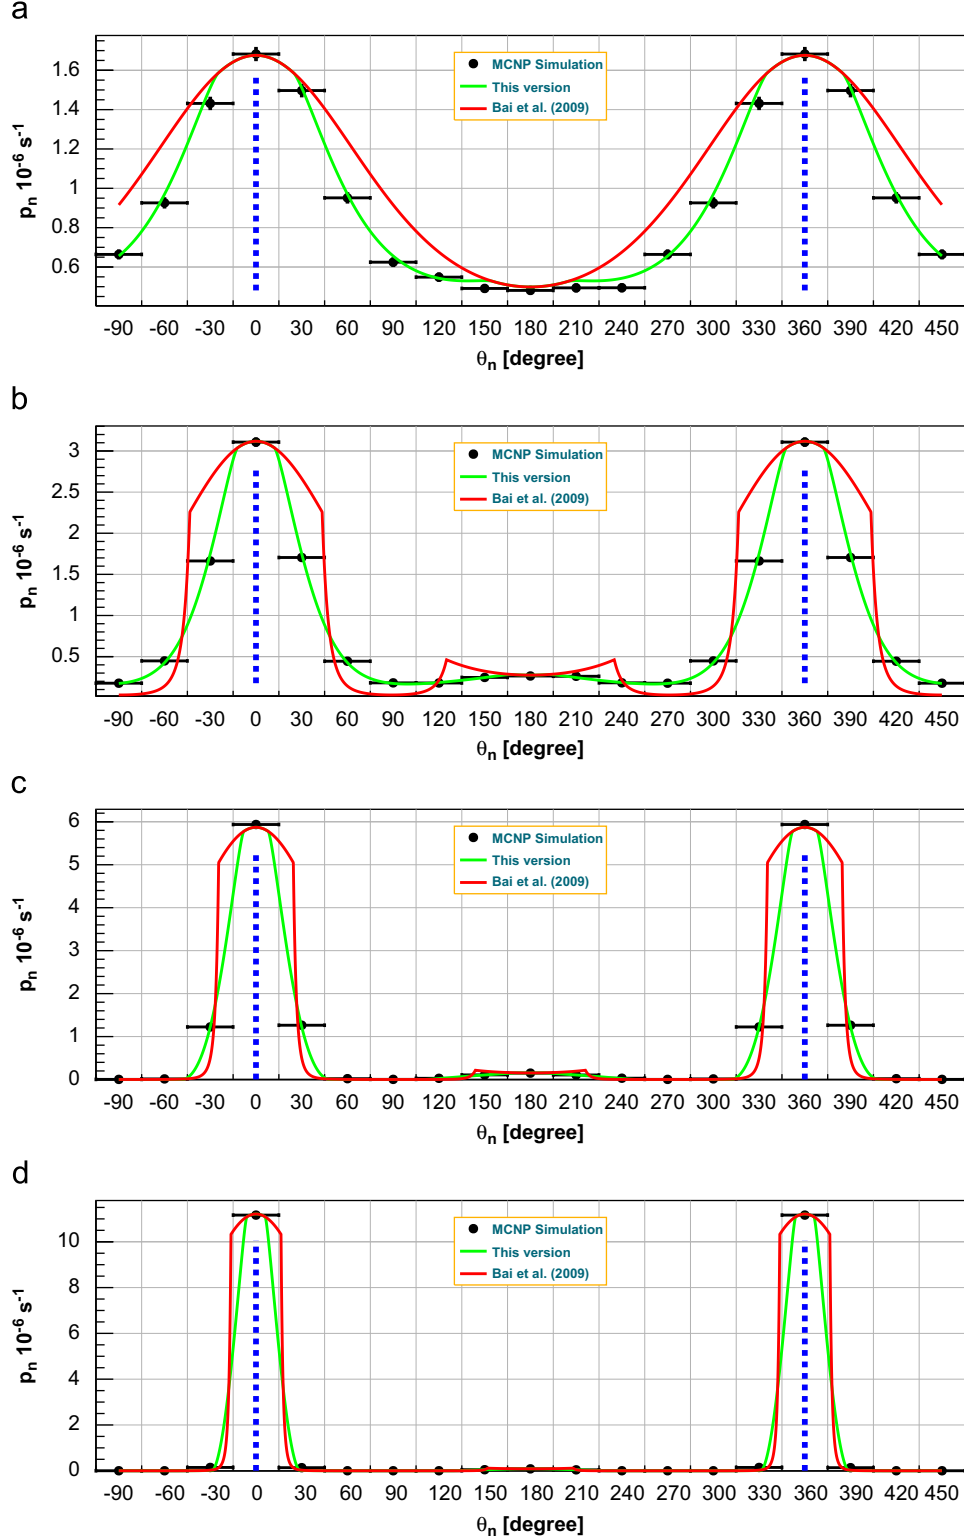 a
1.6
1.4
1.2
1
0.8
0.6
pn 10-6 s-1
MCNP Simulation
This version
Bai et al. (2009)
-90 -60 -30 0 30 60 90 120 150 180 210 240 270 300 330 360 390 420 450
θn [degree]
b
3
2.5
2
1.5
1
0.5
pn 10-6 s-1
MCNP Simulation
This version
Bai et al. (2009)
-90 -60 -30 0 30 60 90 120 150 180 210 240 270 300 330 360 390 420 450
θn [degree]
c
6
5
4
3
2
1
0
pn 10-6 s-1
MCNP Simulation
This version
Bai et al. (2009)
-90 -60 -30 0 30 60 90 120 150 180 210 240 270 300 330 360 390 420 450
θn [degree]
d
10
8
6
4
2
0
pn 10-6 s-1
MCNP Simulation
This version
Bai et al. (2009)
-90 -60 -30 0 30 60 90 120 150 180 210 240 270 300 330 360 390 420 450
θn [degree]